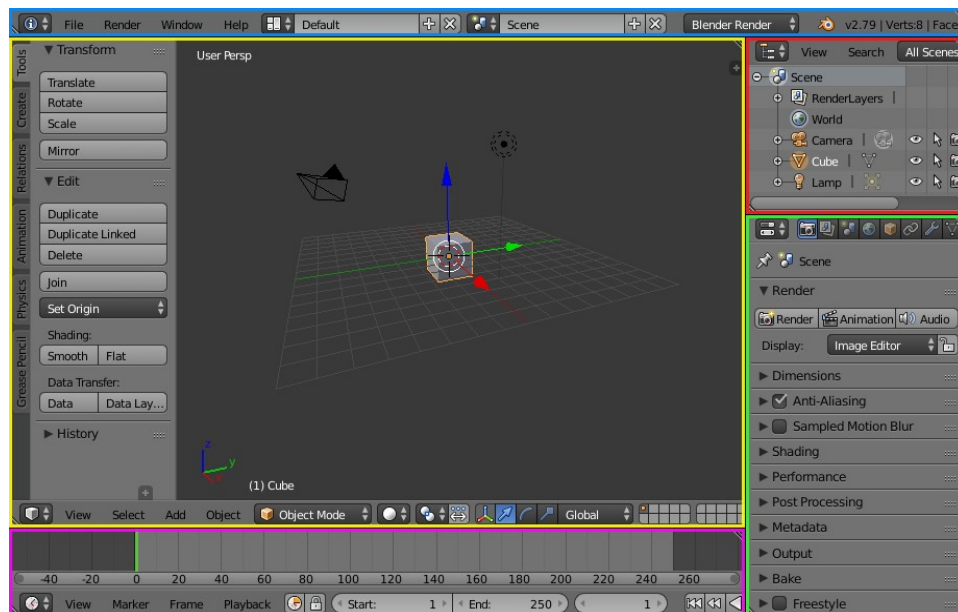 File Render Window Help Default Scene Blender Render v2.79 | Verts:8 | Face
Tools
Create
Relations
Animation
Physics
Grease Pencil
Transform
Translate
Rotate
Scale
Mirror
Edit
Duplicate
Duplicate Linked
Delete
Join
Set Origin
Shading:
Smooth Flat
Data Transfer:
Data Data Lay...
History
User Persp
z
y
x
(1) Cube
View Select Add Object Object Mode Global
-40 -20 0 20 40 60 80 100 120 140 160 180 200 220 240 260
View Marker Frame Playback Start: 1 End: 250 1
View Search All Scenes
Scene
RenderLayers |
World
Camera |
Cube |
Lamp |
Scene
Render
Render Animation Audio
Display: Image Editor
Dimensions
Anti-Aliasing
Sampled Motion Blur
Shading
Performance
Post Processing
Metadata
Output
Bake
Freestyle